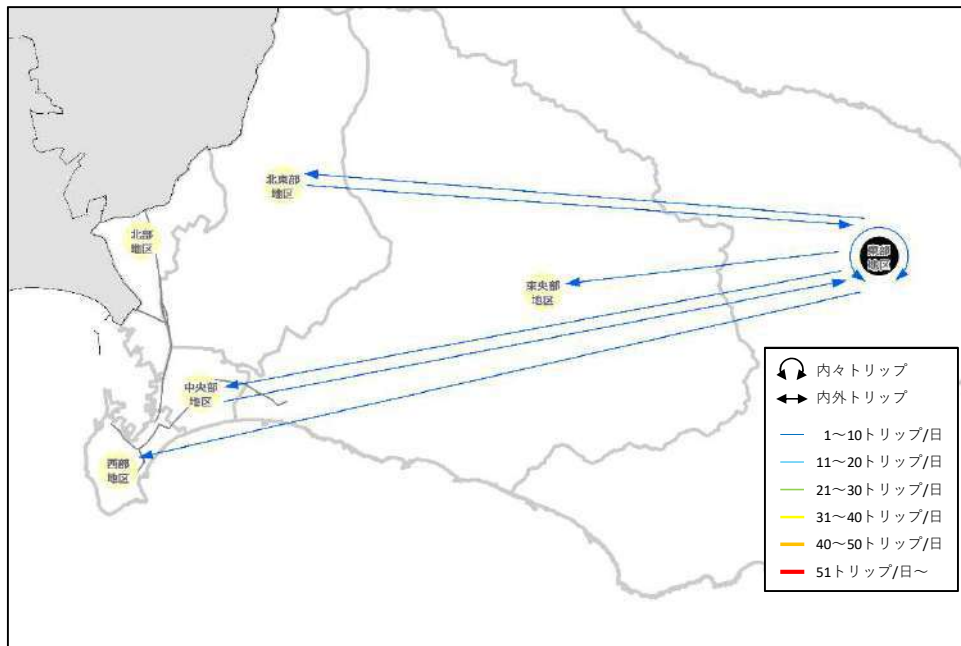 北東部
地区
北部
地区
東部
地区
東央部
地区
中央部
地区
西部
地区
内々トリップ
内外トリップ
1～10トリップ/日
11～20トリップ/日
21～30トリップ/日
31～40トリップ/日
40～50トリップ/日
51トリップ/日～